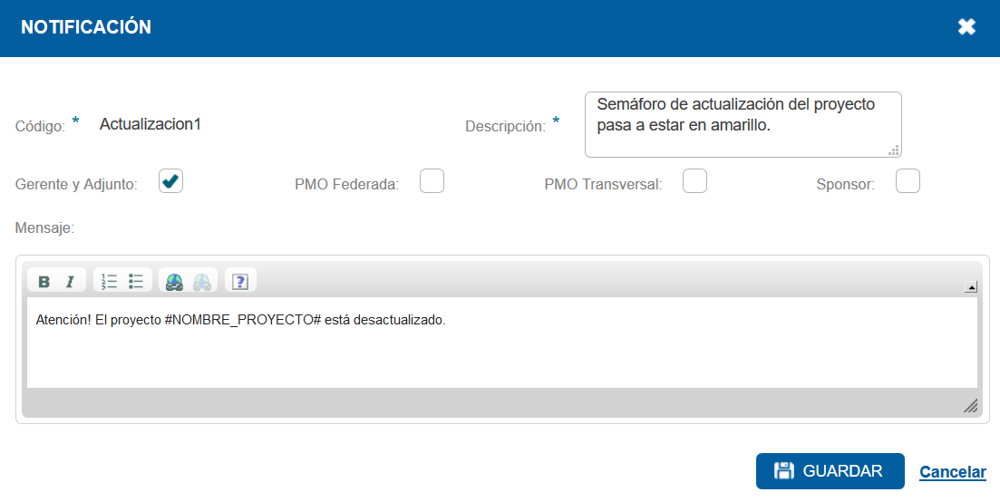 NOTIFICACIÓN
Código: * Actualizacion1
Descripción: * Semáforo de actualización del proyecto
pasa a estar en amarillo.
Gerente y Adjunto: PMO Federada: PMO Transversal: Sponsor:
Mensaje:
B I
Atención! El proyecto #NOMBRE_PROYECTO# está desactualizado.
GUARDAR Cancelar